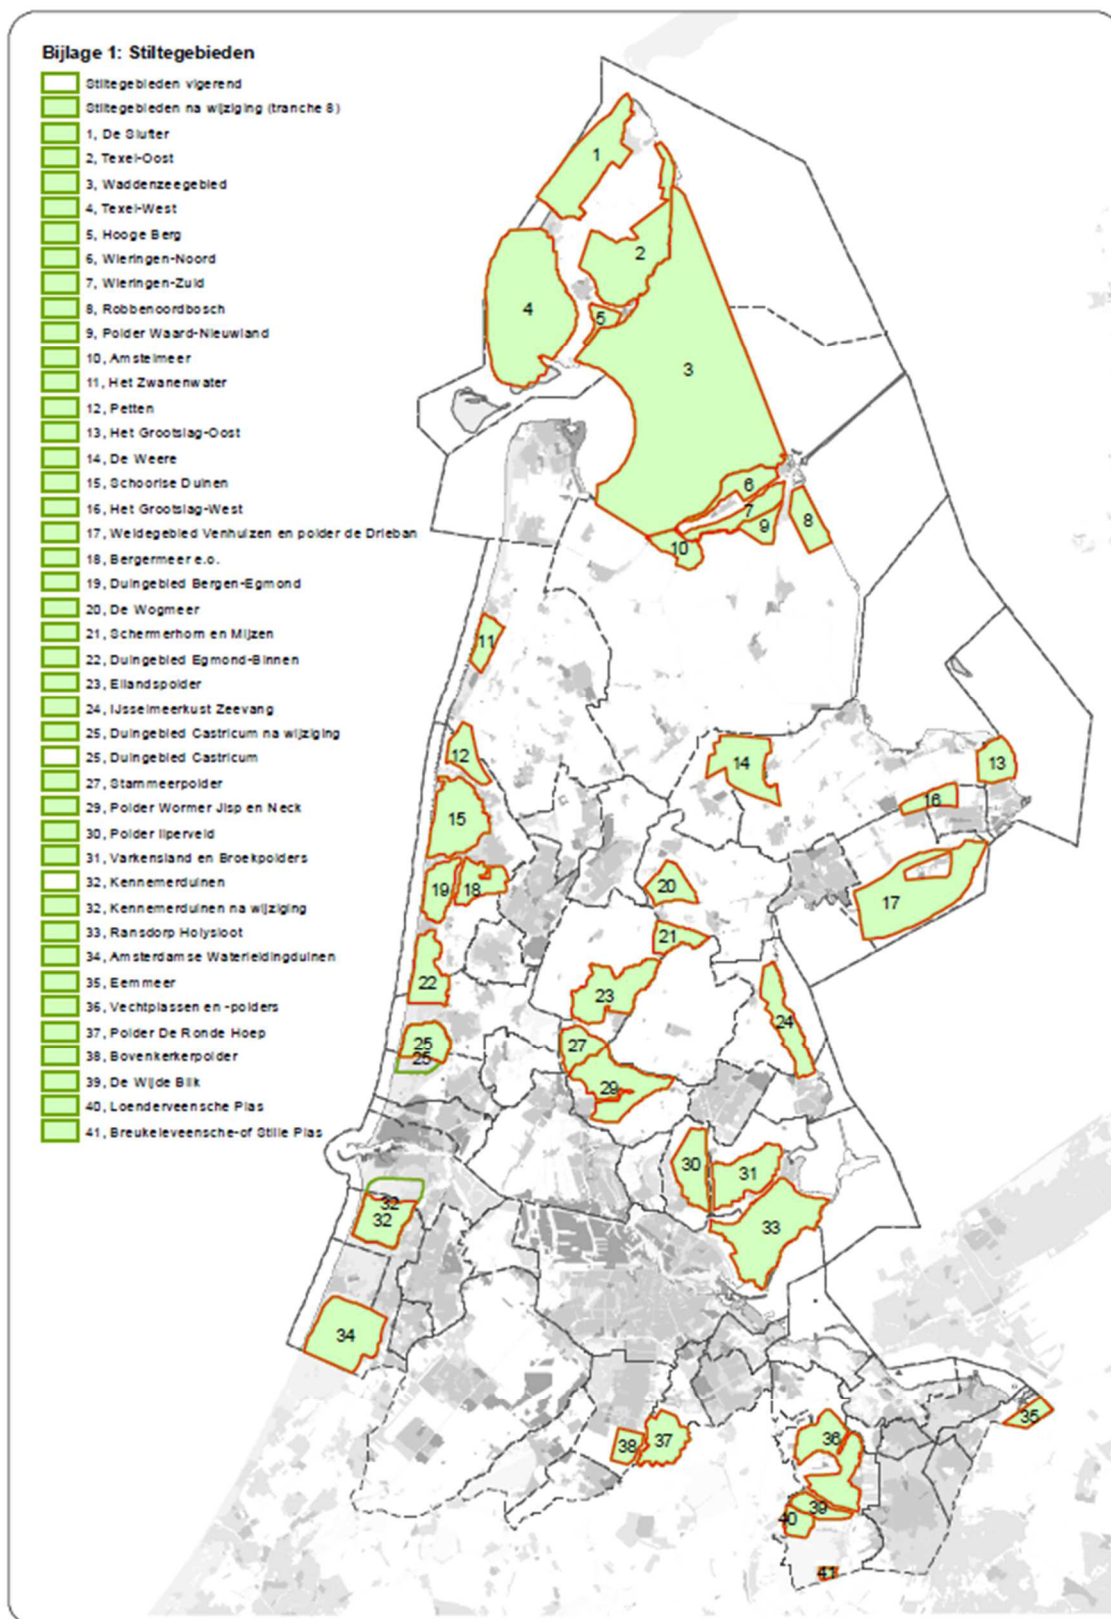 Bijlage 1: Stiltegebieden
Stiltegebieden vigerend
Stiltegebieden na wijziging (tranche 8)
1, De Slufter
2, Texel-Oost
3, Waddenzeegebied
4, Texel-West
5, Hooge Berg
6, Wieringen-Noord
7, Wieringen-Zuid
8, Robbenoordbosch
9, Polder Waard-Nieuwland
10, Amstelmeer
11, Het Zwanenwater
12, Petten
13, Het Grootslag-Oost
14, De Weere
15, Schoorlse Duinen
16, Het Grootslag-West
17, Weidegebied Venhuizen en polder de Drieban
18, Bergermeer e.o.
19, Duingebied Bergen-Egmond
20, De Wogmeer
21, Schermerhorn en Mijzen
22, Duingebied Egmond-Binnen
23, Eilandspolder
24, IJsselmeerkust Zeevang
25, Duingebied Castricum na wijziging
25, Duingebied Castricum
27, Stammeerpolder
29, Polder Wormer Jisp en Neck
30, Polder Ilperveld
31, Varkensland en Broekpolders
32, Kennemerduinen
32, Kennemerduinen na wijziging
33, Ransdorp Holysloot
34, Amsterdamse Waterleidingduinen
35, Eemmeer
36, Vechtplassen en -polders
37, Polder De Ronde Hoep
38, Bovenkerkerpolder
39, De Wijde Blik
40, Loenderveensche Plas
41, Breukeleveensche-of Stille Plas
1
2
4
5
3
6
7
9
8
10
11
12
14
13
16
15
19
18
20
17
21
22
23
24
25
25
27
29
30
31
32
32
33
34
35
36
37
38
39
40
41